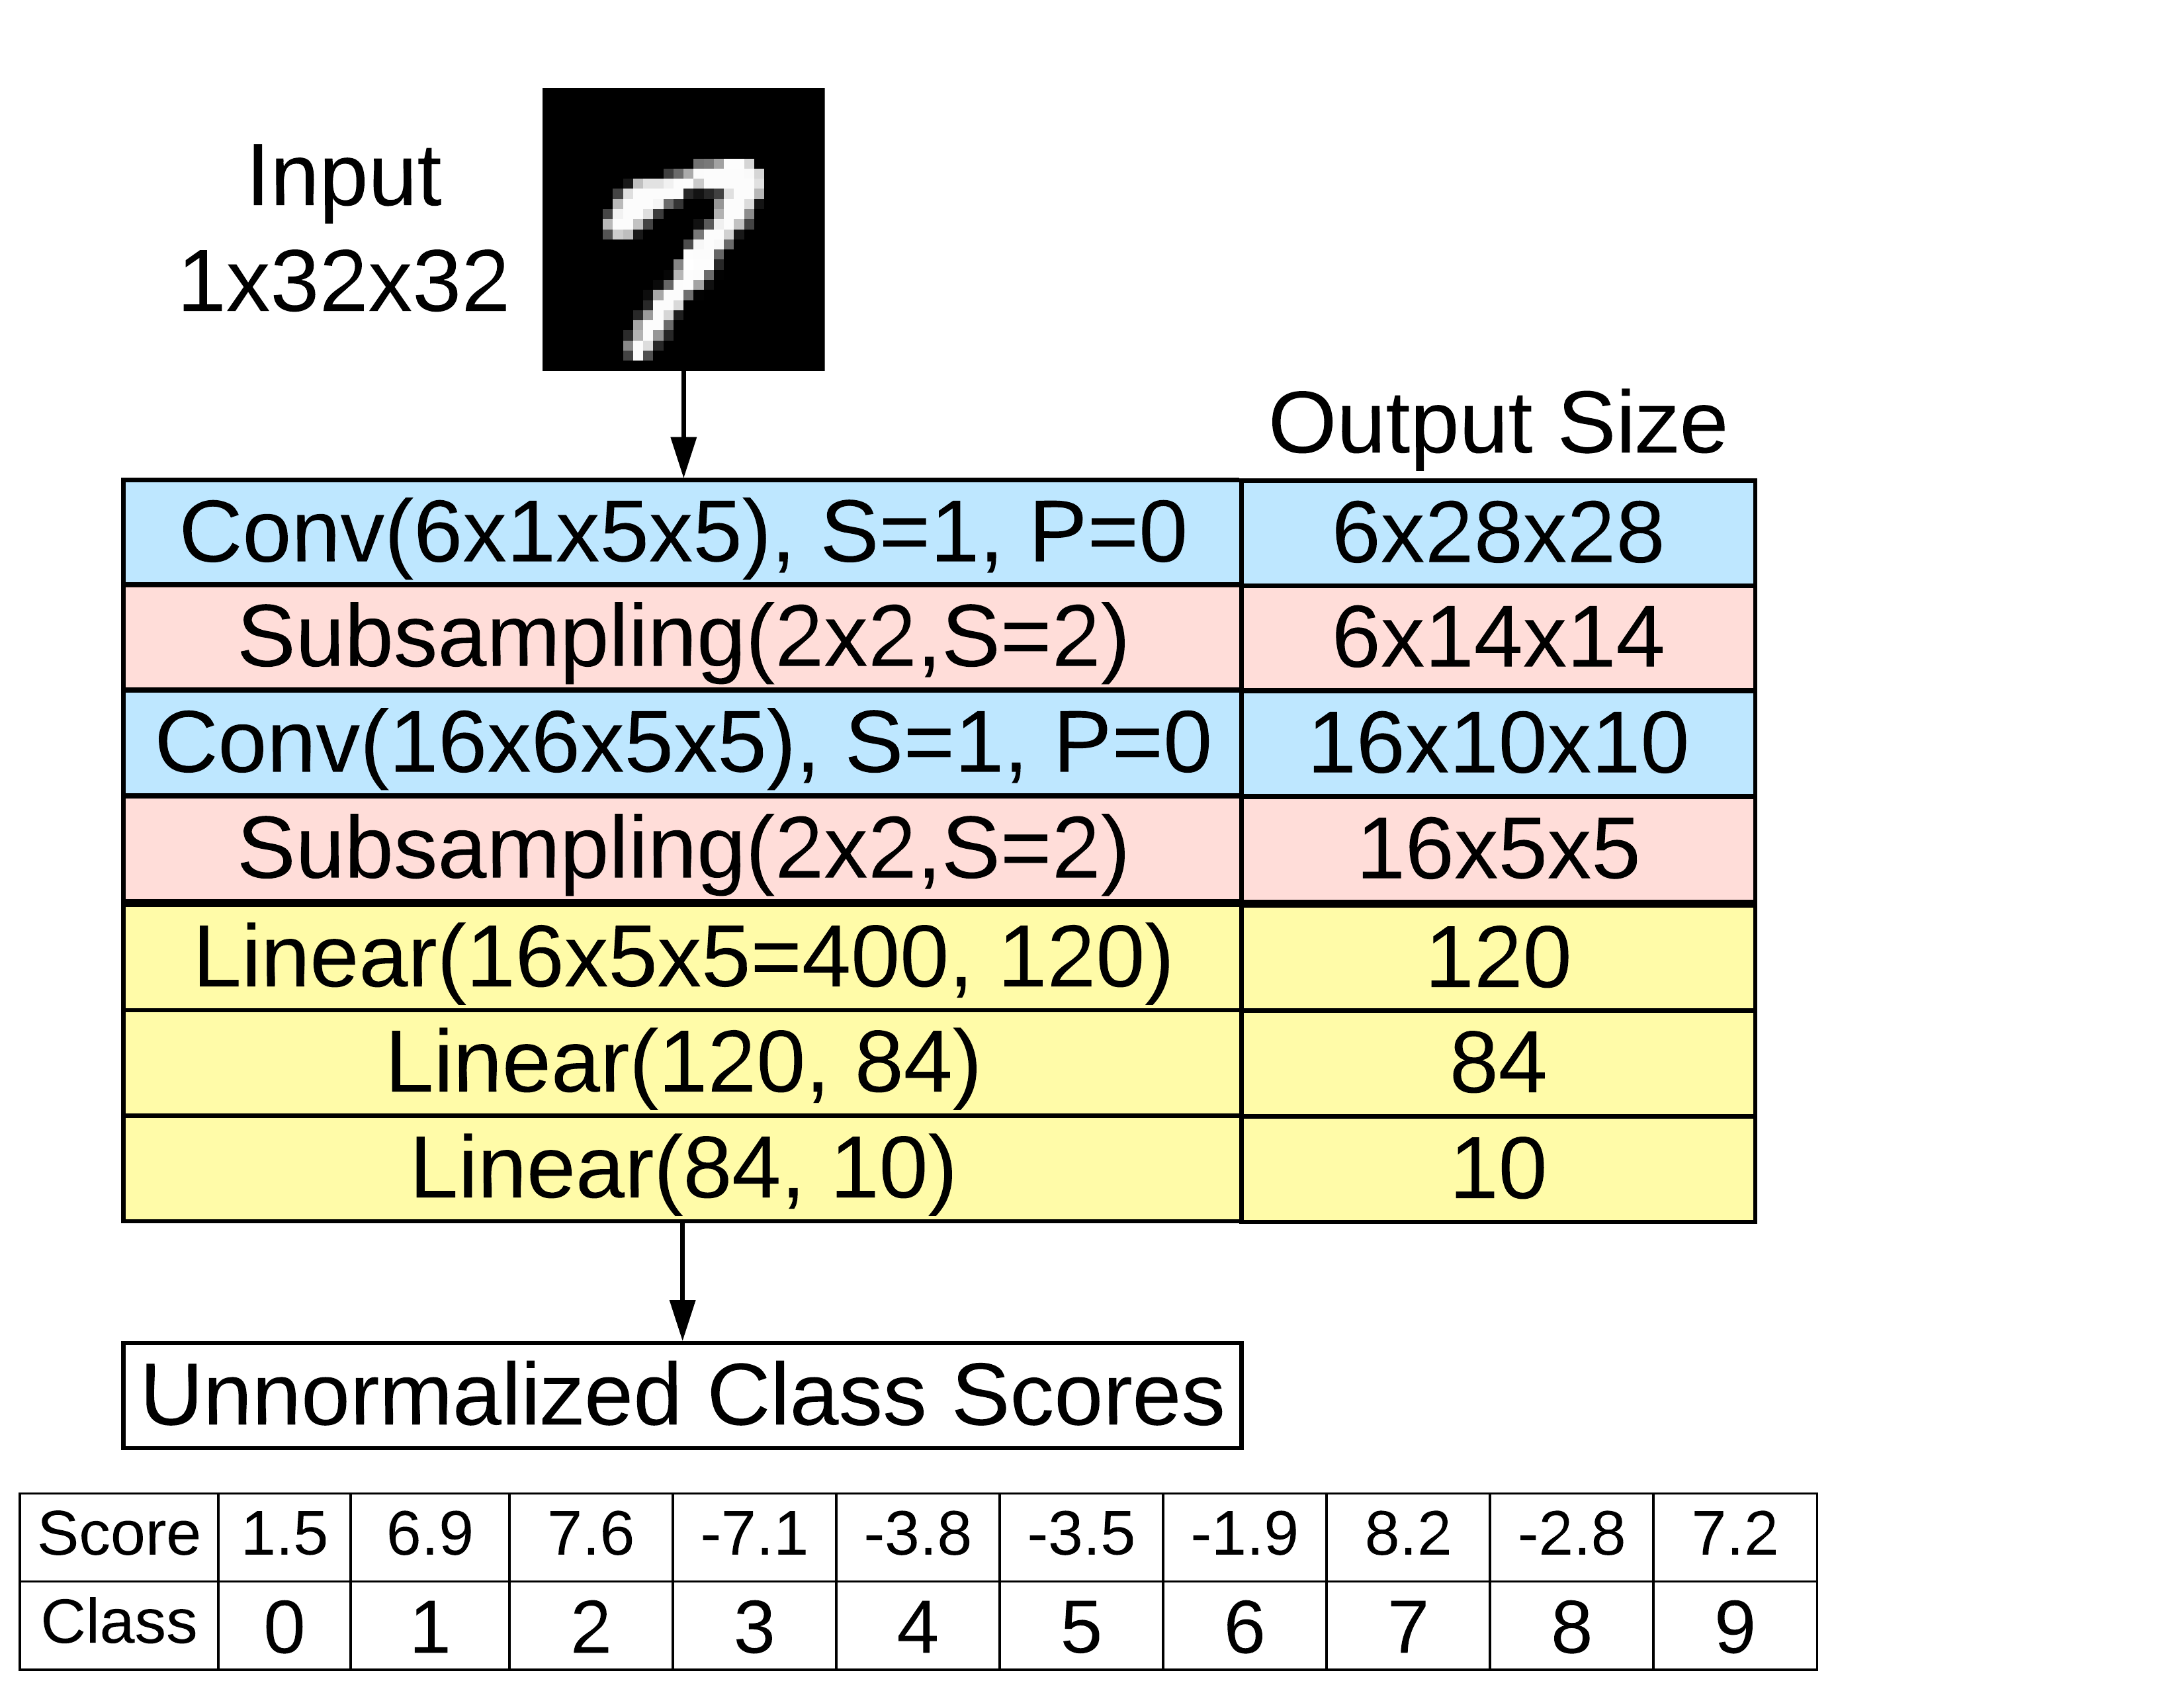 Input
1x32x32
Output Size
Conv(6x1x5x5), S=1, P=0 6x28x28
Subsampling(2x2,S=2) 6x14x14
Conv(16x6x5x5), S=1, P=0 16x10x10
Subsampling(2x2,S=2) 16x5x5
Linear(16x5x5=400, 120) 120
Linear(120, 84) 84
Linear(84, 10) 10
Unnormalized Class Scores
Score 1.5 6.9 7.6 -7.1 -3.8 -3.5 -1.9 8.2 -2.8 7.2
Class 0 1 2 3 4 5 6 7 8 9